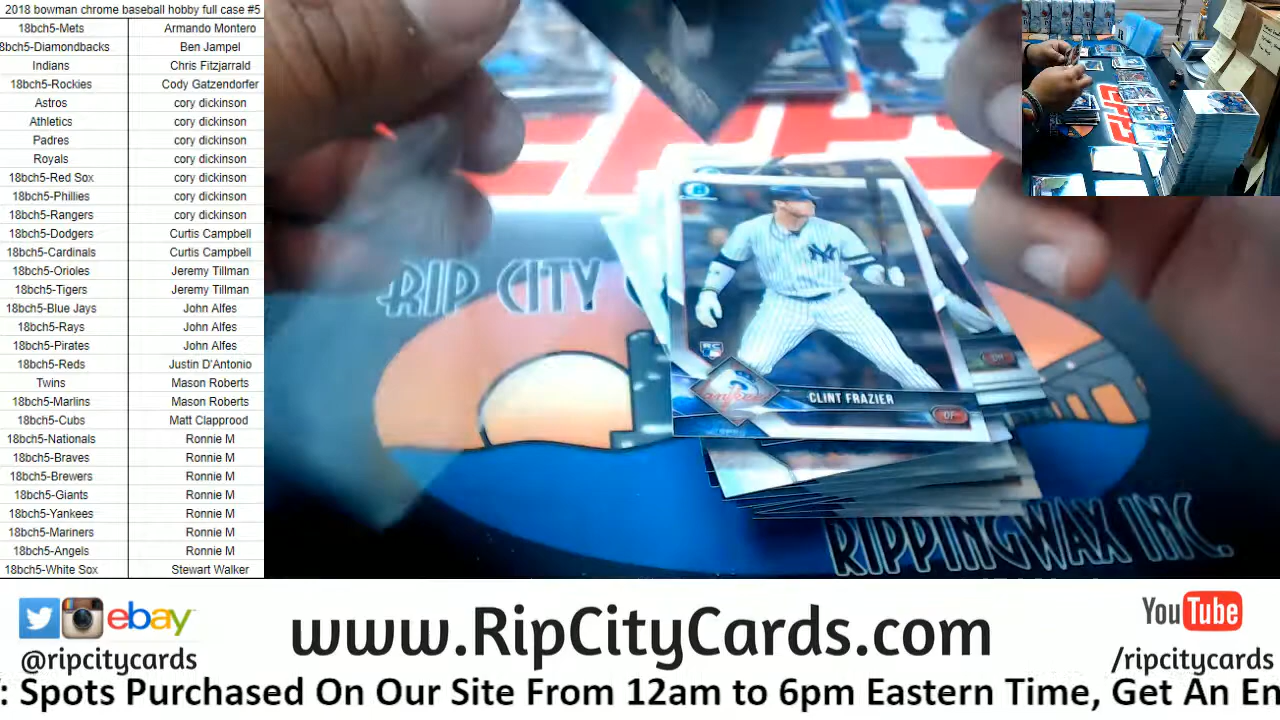 2018 bowman chrome baseball hobby full case #5
18bch5-Mets Armando Montero
8bch5-Diamondbacks Ben Jampel
Indians Chris Fitzjarrald
18bch5-Rockies Cody Gatzendorfer
Astros cory dickinson
Athletics cory dickinson
Padres cory dickinson
Royals cory dickinson
18bch5-Red Sox cory dickinson
18bch5-Phillies cory dickinson
18bch5-Rangers cory dickinson
18bch5-Dodgers Curtis Campbell
18bch5-Cardinals Curtis Campbell
18bch5-Orioles Jeremy Tillman
18bch5-Tigers Jeremy Tillman
18bch5-Blue Jays John Alfes
18bch5-Rays John Alfes
18bch5-Pirates John Alfes
18bch5-Reds Justin D'Antonio
Twins Mason Roberts
18bch5-Marlins Mason Roberts
18bch5-Cubs Matt Clapprood
18bch5-Nationals Ronnie M
18bch5-Braves Ronnie M
18bch5-Brewers Ronnie M
18bch5-Giants Ronnie M
18bch5-Yankees Ronnie M
18bch5-Mariners Ronnie M
18bch5-Angels Ronnie M
18bch5-White Sox Stewart Walker
RIP CITY
B
NY
RC
Yankees
CLINT FRAZIER
OF
RIPPINGWAX INC.
ebay
@ripcitycards
www.RipCityCards.com
YouTube
/ripcitycards
: Spots Purchased On Our Site From 12am to 6pm Eastern Time, Get An En